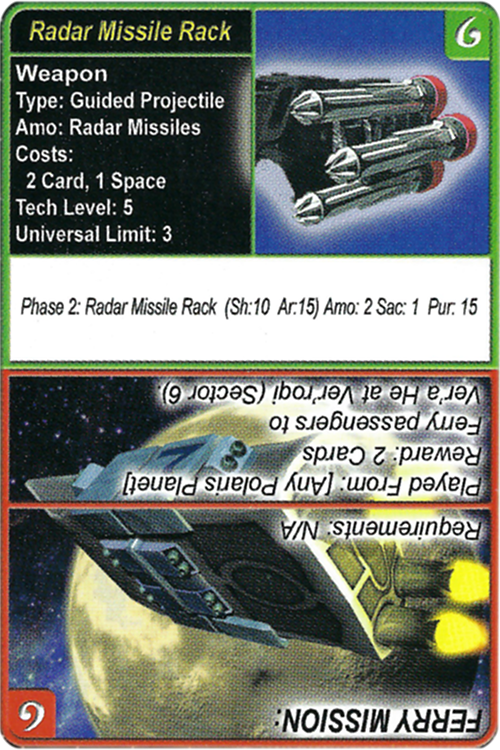 Radar Missile Rack
6
Weapon
Type: Guided Projectile
Amo: Radar Missiles
Costs:
2 Card, 1 Space
Tech Level: 5
Universal Limit: 3
Phase 2: Radar Missile Rack (Sh:10 Ar:15) Amo: 2 Sac: 1 Pur: 15
FERRY MISSION:
6
Requirements: N/A
Played From: [Any Polaris Planet]
Reward: 2 Cards
Ferry passengers to
Ver'a He at Ver'roqi (Sector 6).